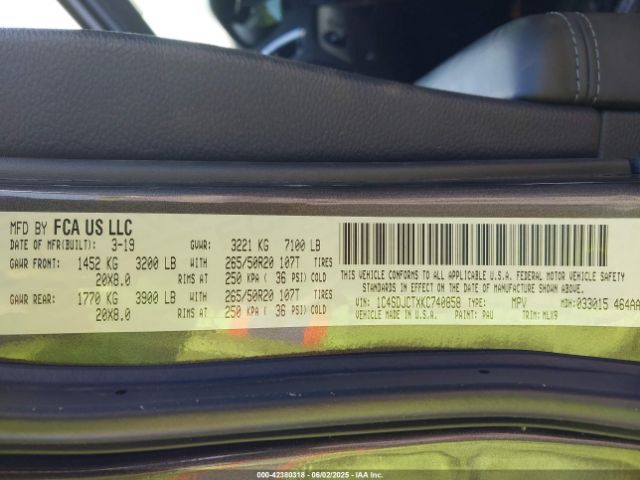 MFD BY FCA US LLC
DATE OF MFR(BUILT): 3-19 GVWR: 3221 KG 7100 LB
GAWR FRONT: 1452 KG 3200 LB WITH 265/50R20 107T TIRES
20X8.0 RIMS AT 250 KPA ( 36 PSI) COLD
GAWR REAR: 1770 KG 3900 LB WITH 265/50R20 107T TIRES
20X8.0 RIMS AT 250 KPA ( 36 PSI) COLD
THIS VEHICLE CONFORMS TO ALL APPLICABLE U.S.A. FEDERAL MOTOR VEHICLE SAFETY
STANDARDS IN EFFECT ON THE DATE OF MANUFACTURE SHOWN ABOVE.
VIN: 1C4SDJCTXKC740858 TYPE: MPV MDH:033015 464AA
VEHICLE MADE IN U.S.A. PAINT: PAU TRIM: MLX9
000-42380318 - 06/02/2025 - IAA Inc.